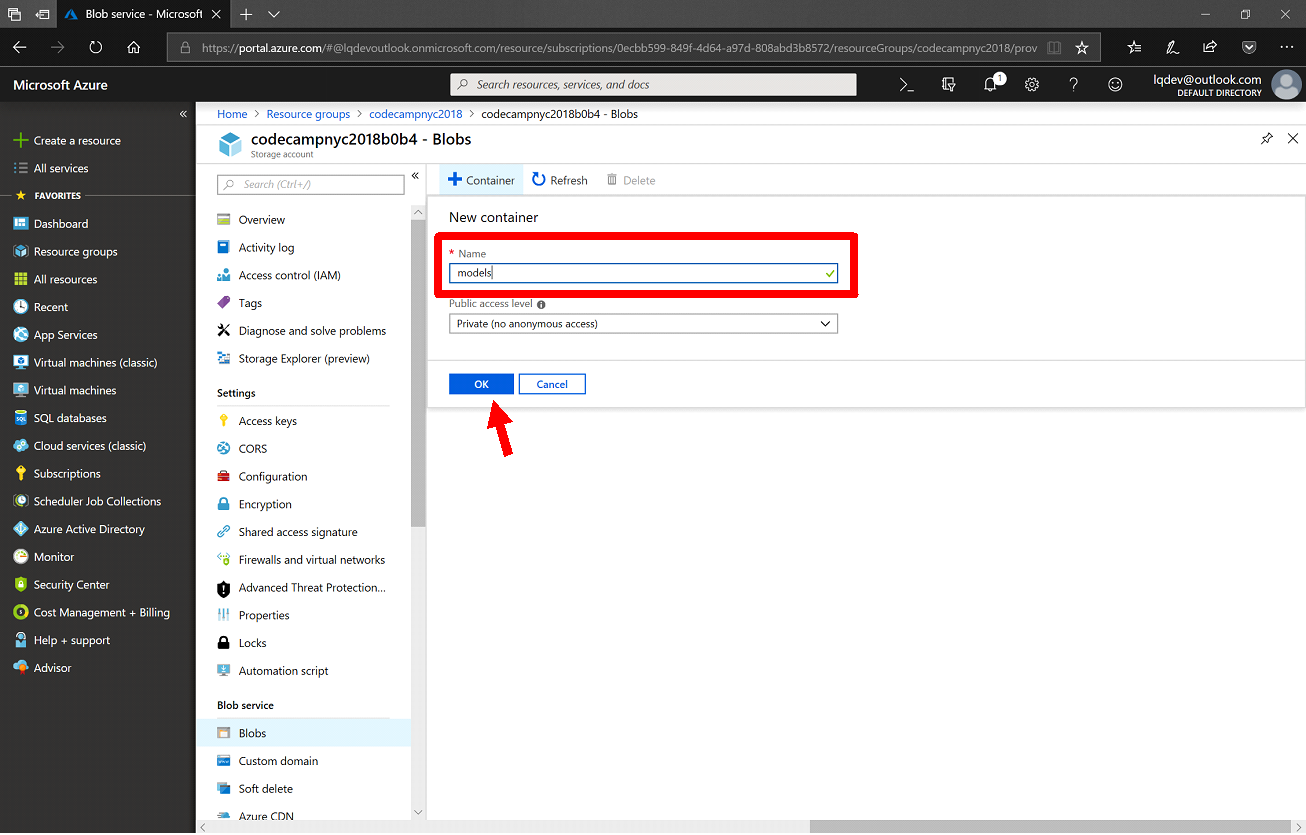 Blob service - Microsoft
https://portal.azure.com/#@lqdevoutlook.onmicrosoft.com/resource/subscriptions/0ecbb599-849f-4d64-a97d-808abd3b8572/resourceGroups/codecampnyc2018/prov
Microsoft Azure
Search resources, services, and docs
1
lqdev@outlook.com
DEFAULT DIRECTORY
«
Create a resource
All services
FAVORITES
Dashboard
Resource groups
All resources
Recent
App Services
Virtual machines (classic)
Virtual machines
SQL databases
Cloud services (classic)
Subscriptions
Scheduler Job Collections
Azure Active Directory
Monitor
Security Center
Cost Management + Billing
Help + support
Advisor
Home > Resource groups > codecampnyc2018 > codecampnyc2018b0b4 - Blobs
codecampnyc2018b0b4 - Blobs
Storage account
Search (Ctrl+/)
«
Overview
Activity log
Access control (IAM)
Tags
Diagnose and solve problems
Storage Explorer (preview)
Settings
Access keys
CORS
Configuration
Encryption
Shared access signature
Firewalls and virtual networks
Advanced Threat Protection...
Properties
Locks
Automation script
Blob service
Blobs
Custom domain
Soft delete
Azure CDN
Container
Refresh
Delete
New container
* Name
models
Public access level
Private (no anonymous access)
OK
Cancel